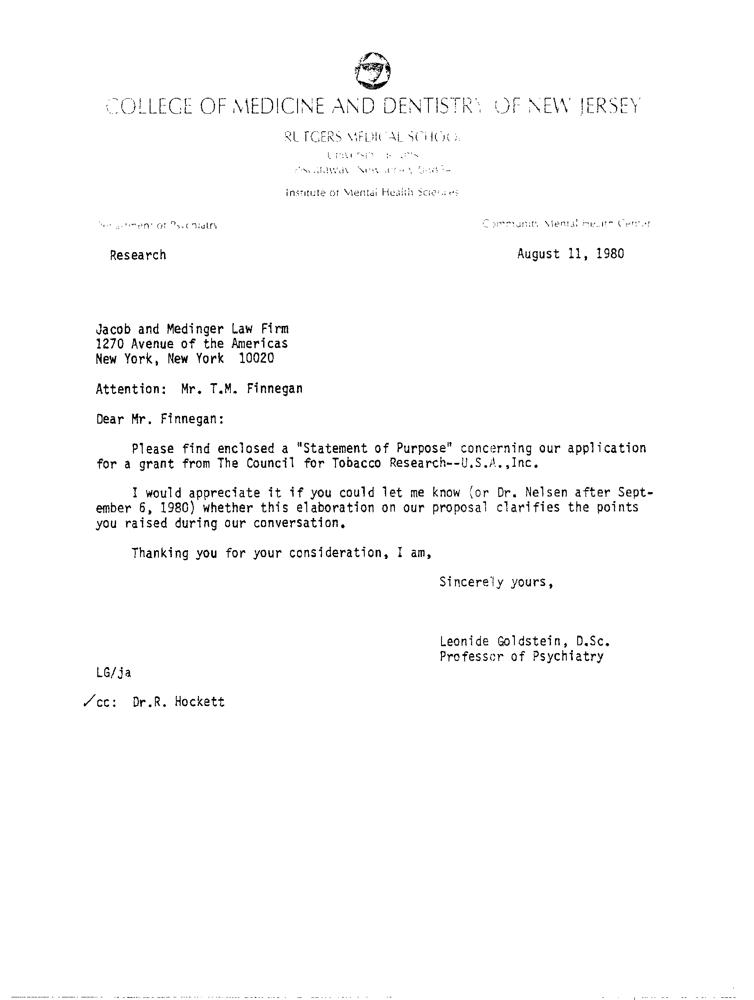 COLLEGE OF MEDICINE AND DENTISTRY OF NEW JERSEY
RUTGERS MEDICAL SCHOOL
Piscataway, New Jersey
Institute of Mental Health Sciences
Department of Psychiatry
Community Mental Health Center
Research
August 11, 1980
Jacob and Medinger Law Firm
1270 Avenue of the Americas
New York, New York 10020
Attention: Mr. T.M. Finnegan
Dear Mr. Finnegan:
Please find enclosed a "Statement of Purpose" concerning our application
for a grant from The Council for Tobacco Research--U.S.A.,Inc.
I would appreciate it if you could let me know (or Dr. Nelsen after Sept-
ember 6, 1980) whether this elaboration on our proposal clarifies the points
you raised during our conversation.
Thanking you for your consideration, I am,
Sincerely yours,
Leonide Goldstein, D.Sc.
Professor of Psychiatry
LG/ja
/cc: Dr.R. Hockett